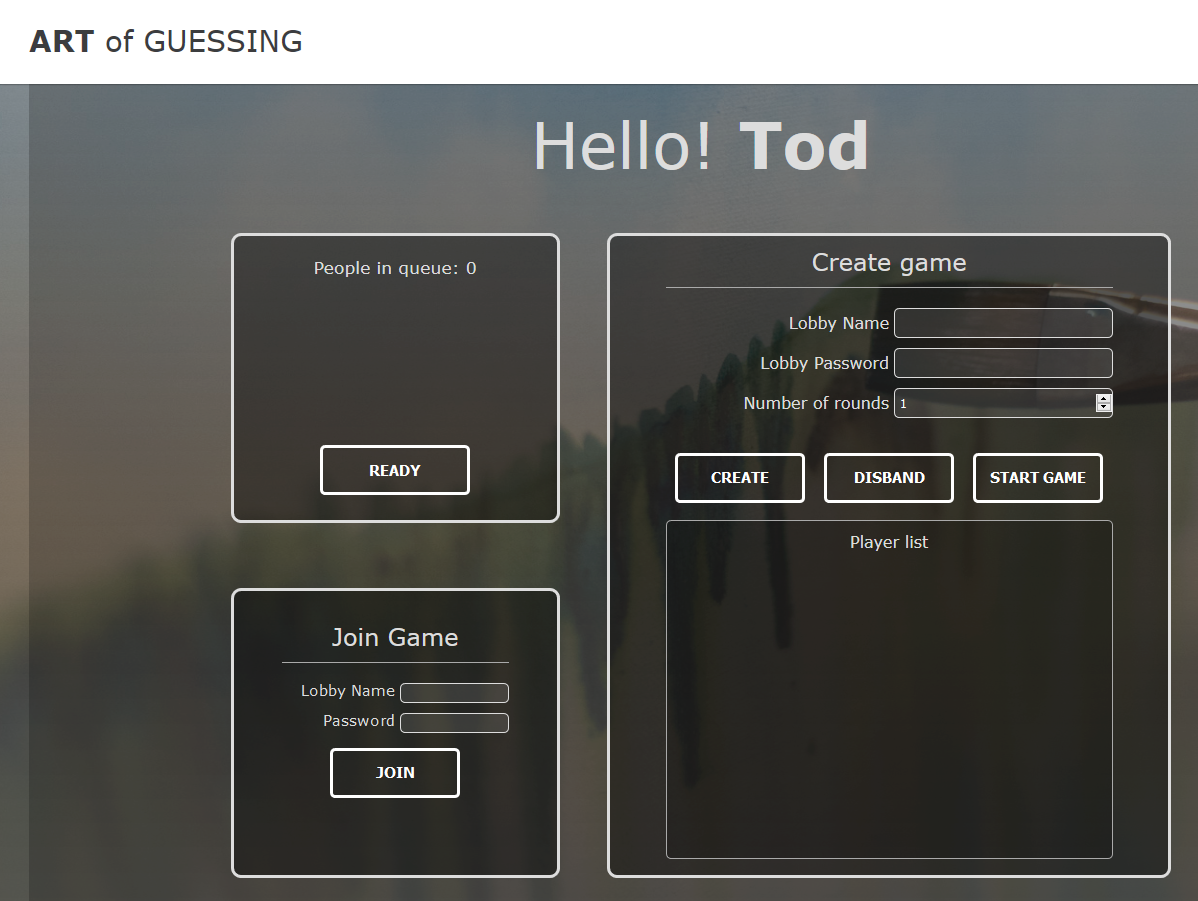 ART of GUESSING
Hello! Tod
People in queue: 0
READY
Join Game
Lobby Name
Password
JOIN
Create game
Lobby Name
Lobby Password
Number of rounds 1
CREATE DISBAND START GAME
Player list